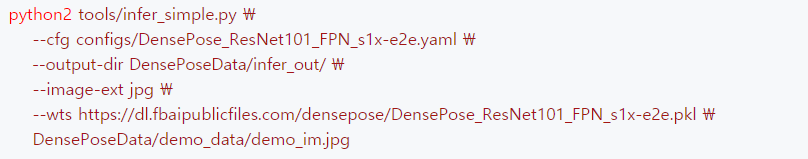 python2 tools/infer_simple.py ₩
--cfg configs/DensePose_ResNet101_FPN_s1x-e2e.yaml ₩
--output-dir DensePoseData/infer_out/ ₩
--image-ext jpg ₩
--wts https://dl.fbaipublicfiles.com/densepose/DensePose_ResNet101_FPN_s1x-e2e.pkl ₩
DensePoseData/demo_data/demo_im.jpg